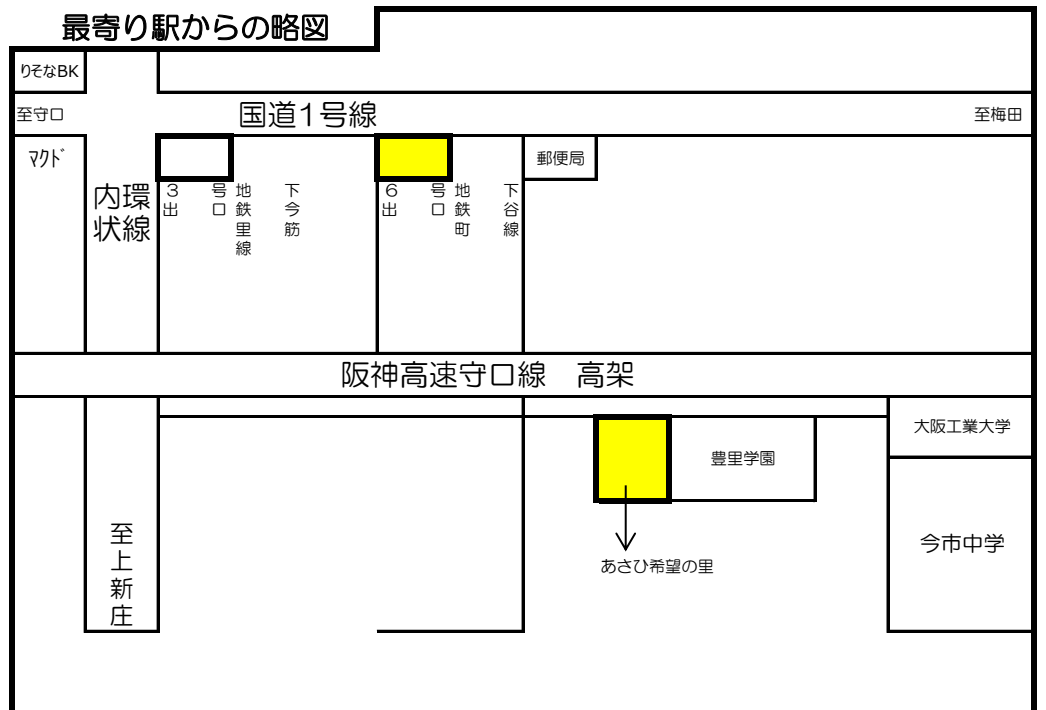 最寄り駅からの略図
りそなBK
至守口
国道1号線
至梅田
ﾏｸﾄﾞ
内環
状線
3号
出口
地下
鉄今
里筋
線
6号
出口
地下
鉄谷
町線
郵便局
阪神高速守口線　高架
大阪工業大学
豊里学園
今市中学
至上新庄
あさひ希望の里